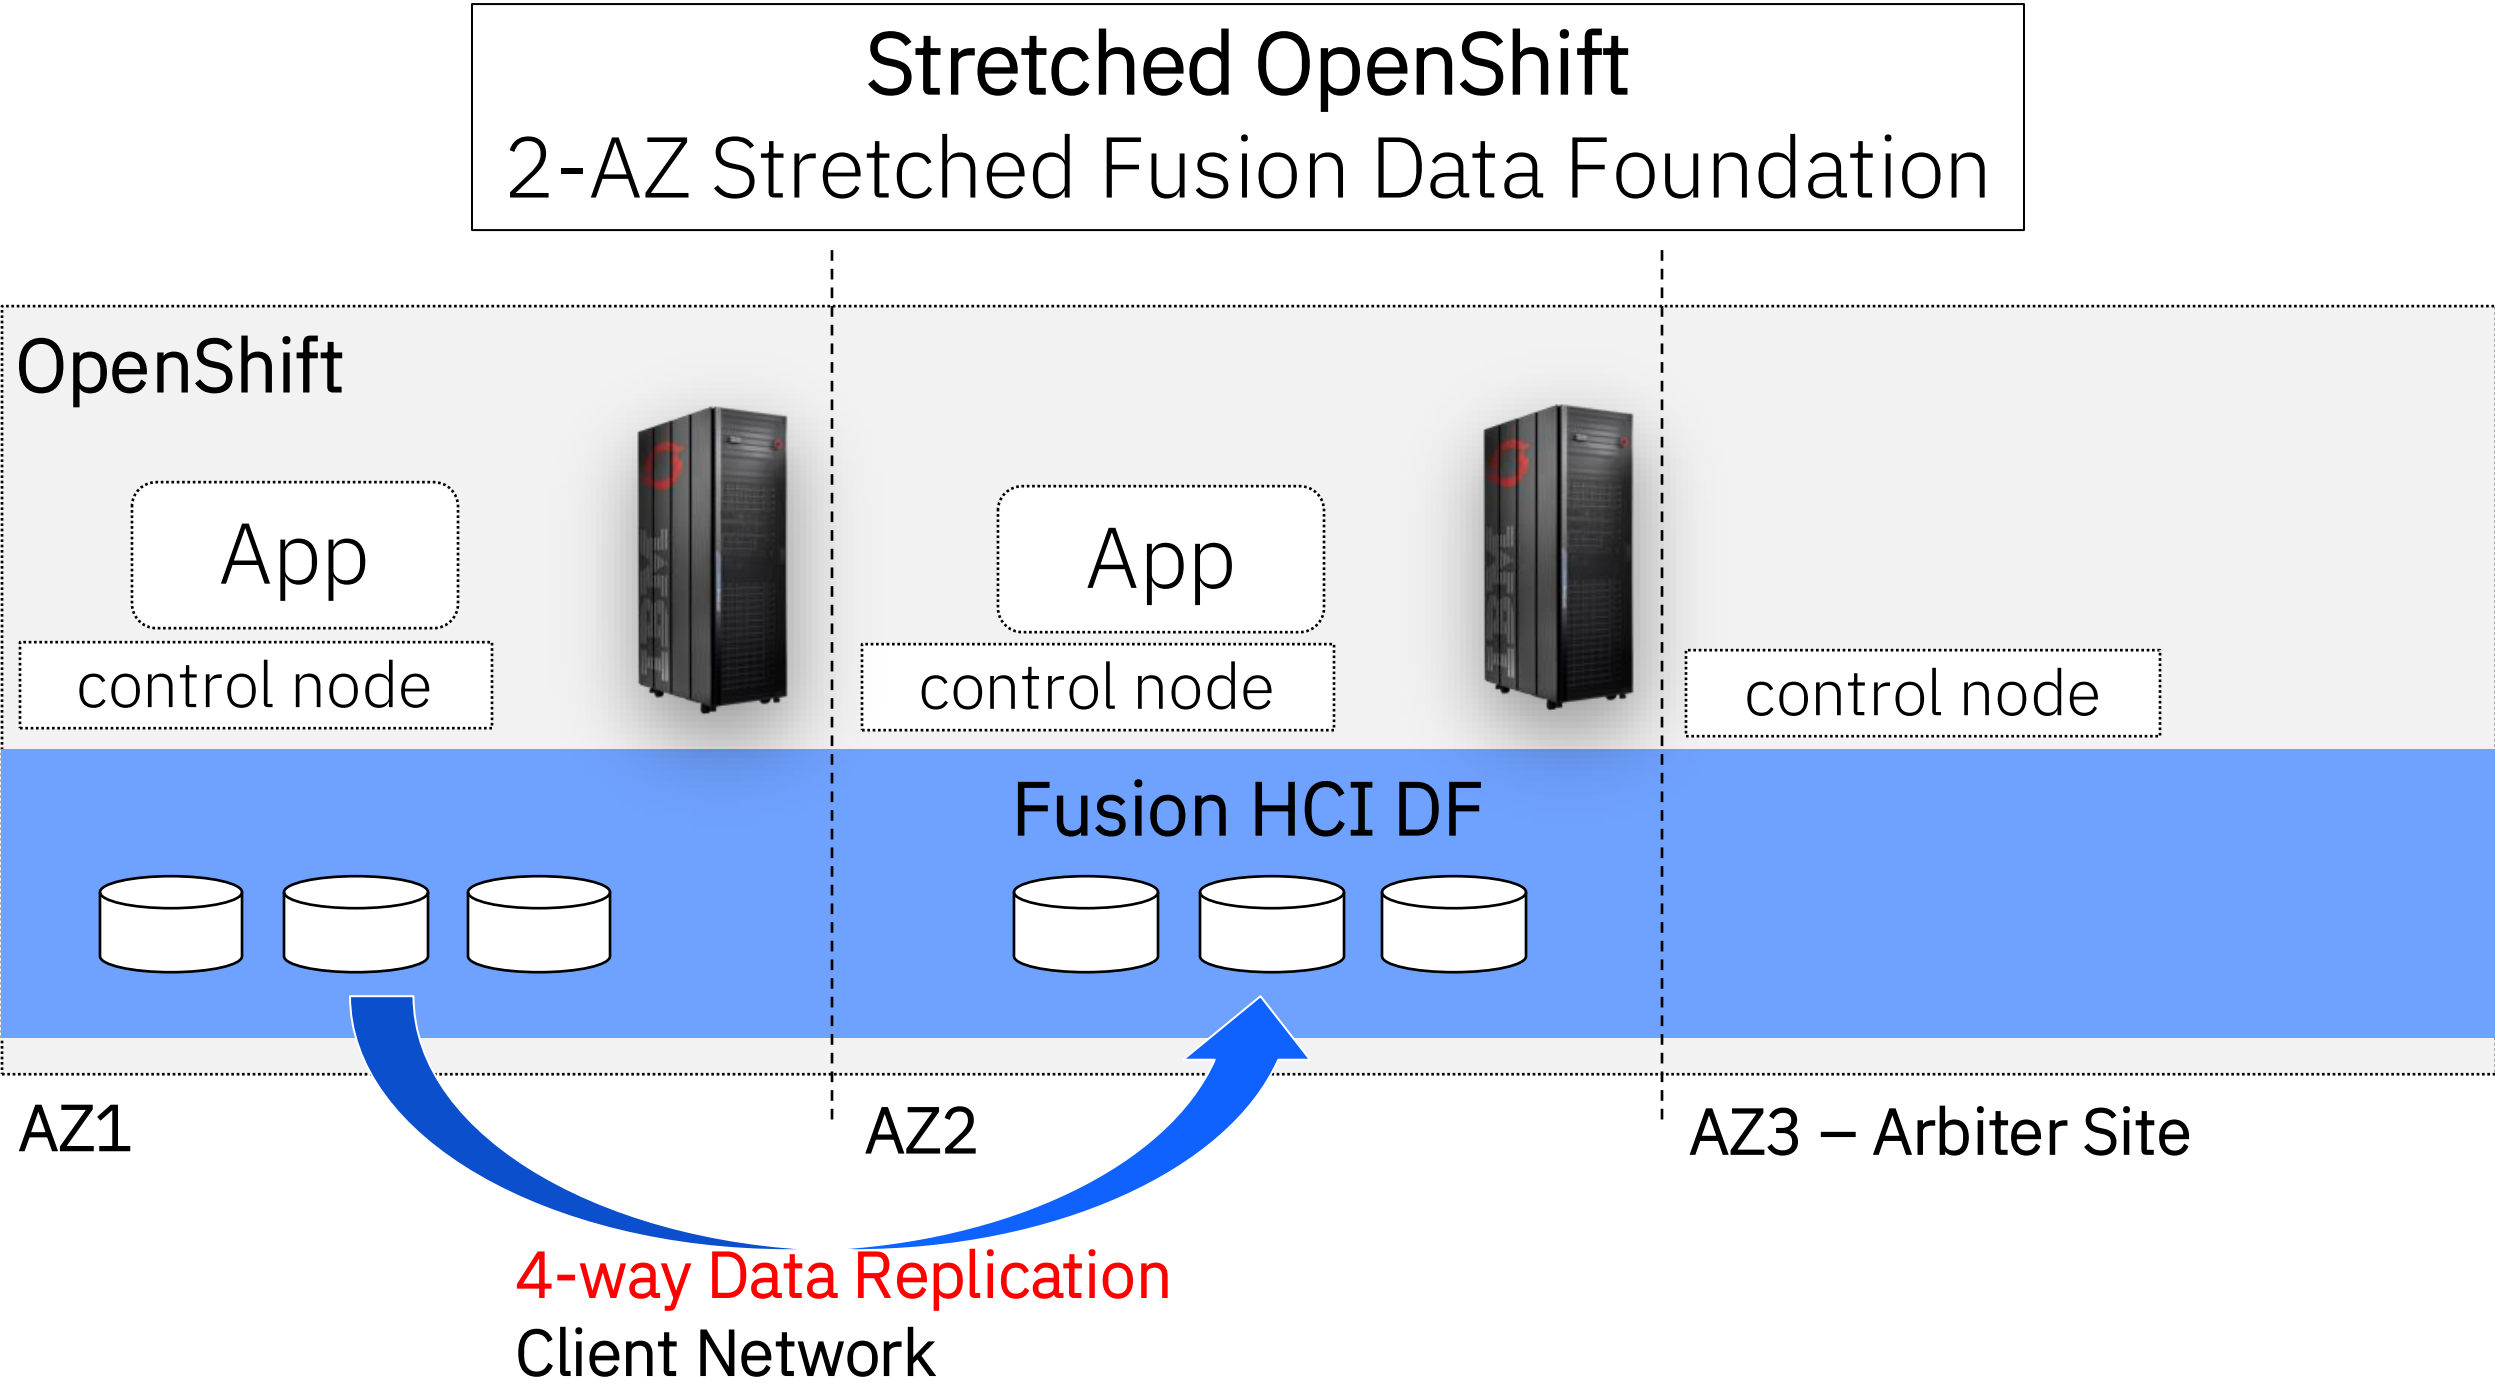 Stretched OpenShift
2-AZ Stretched Fusion Data Foundation
OpenShift
App
App
control node
control node
control node
Fusion HCI DF
AZ1
AZ2
AZ3 – Arbiter Site
4-way Data Replication
Client Network